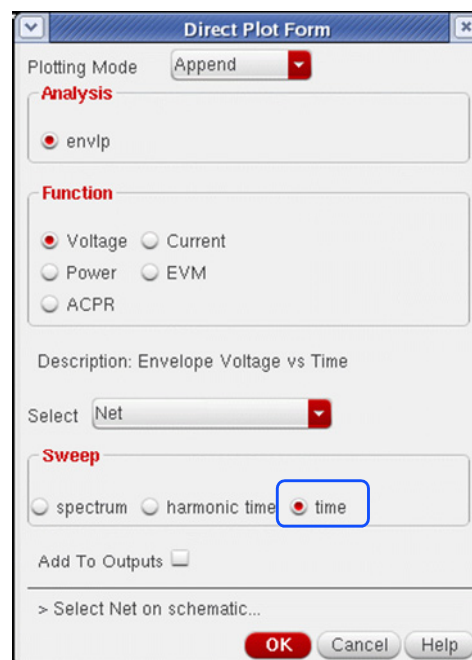 Direct Plot Form
Plotting Mode Append
Analysis
envlp
Function
Voltage Current
Power EVM
ACPR
Description: Envelope Voltage vs Time
Select Net
Sweep
spectrum harmonic time time
Add To Outputs
> Select Net on schematic...
OK Cancel Help